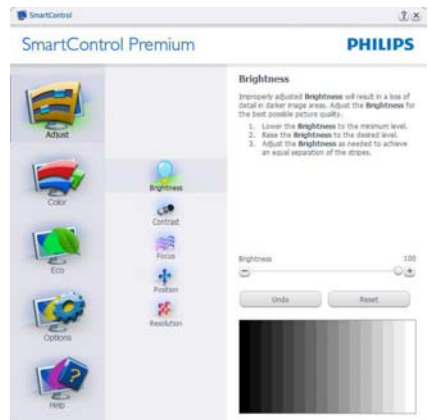 SmartControl
SmartControl Premium
PHILIPS
Adjust
Color
Eco
Options
Help
Brightness
Contrast
Focus
Position
Resolution
Brightness
Improperly adjusted Brightness will result in a loss of
detail in darker image areas. Adjust the Brightness for
the best possible picture quality.
1. Lower the Brightness to the minimum level.
2. Raise the Brightness to the desired level.
3. Adjust the Brightness as needed to achieve
an equal separation of the stripes.
Brightness 100
Undo Reset